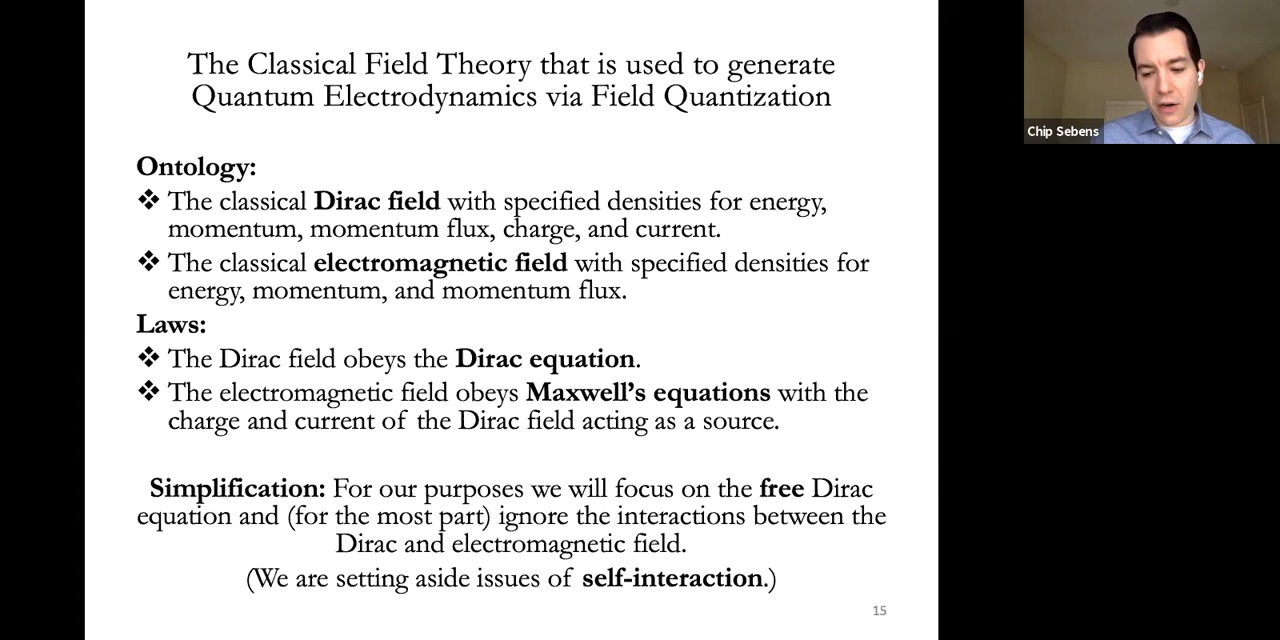 The Classical Field Theory that is used to generate
Quantum Electrodynamics via Field Quantization
Ontology:
❖ The classical Dirac field with specified densities for energy,
momentum, momentum flux, charge, and current.
❖ The classical electromagnetic field with specified densities for
energy, momentum, and momentum flux.
Laws:
❖ The Dirac field obeys the Dirac equation.
❖ The electromagnetic field obeys Maxwell’s equations with the
charge and current of the Dirac field acting as a source.
Simplification: For our purposes we will focus on the free Dirac
equation and (for the most part) ignore the interactions between the
Dirac and electromagnetic field.
(We are setting aside issues of self-interaction.)
15
Chip Sebens